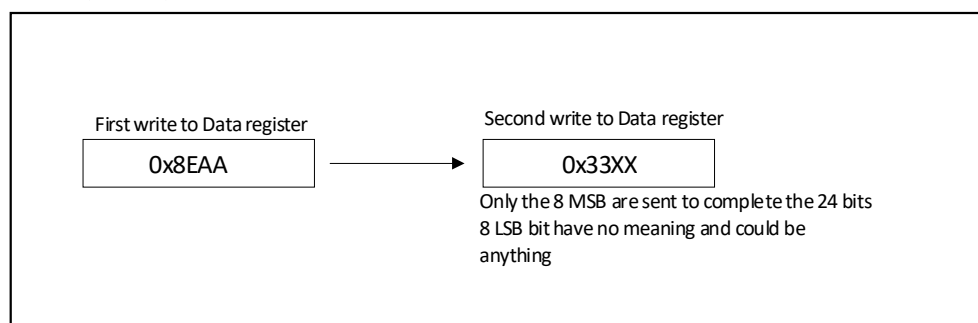 First write to Data register
Second write to Data register
0x8EAA
0x33XX
Only the 8 MSB are sent to complete the 24 bits
8 LSB bit have no meaning and could be
anything